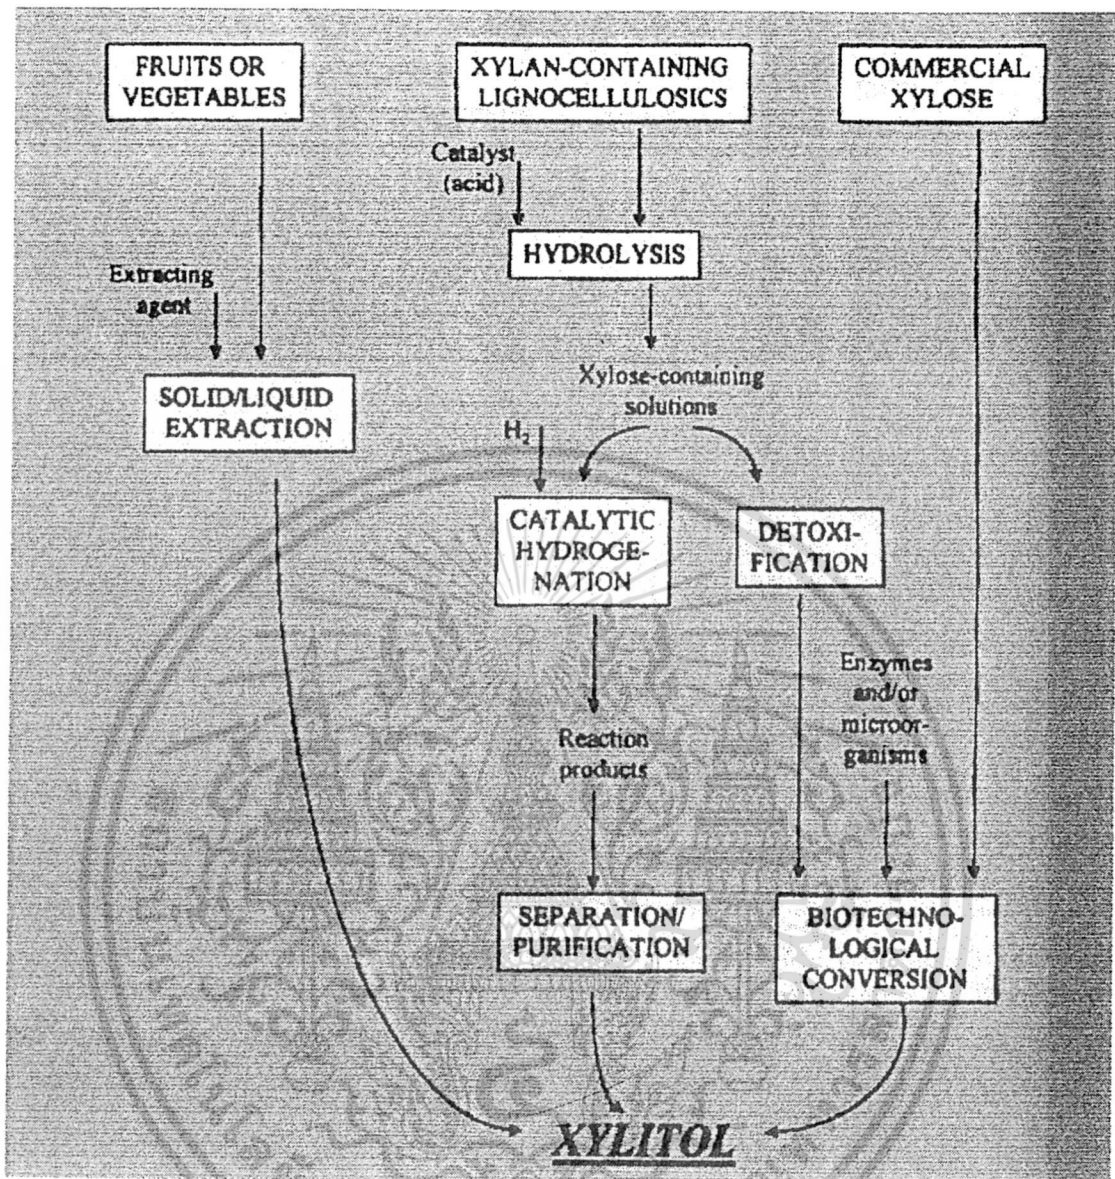 FRUITS OR
VEGETABLES
XYLAN-CONTAINING
LIGNOCELLULOSICS
COMMERCIAL
XYLOSE
Catalyst
(acid)
HYDROLYSIS
Extracting
agent
Xylose-containing
solutions
SOLID/LIQUID
EXTRACTION
H₂
CATALYTIC
HYDROGE-
NATION
DETOXI-
FICATION
Enzymes
and/or
microor-
ganisms
Reaction
products
SEPARATION/
PURIFICATION
BIOTECHNO-
LOGICAL
CONVERSION
XYLITOL